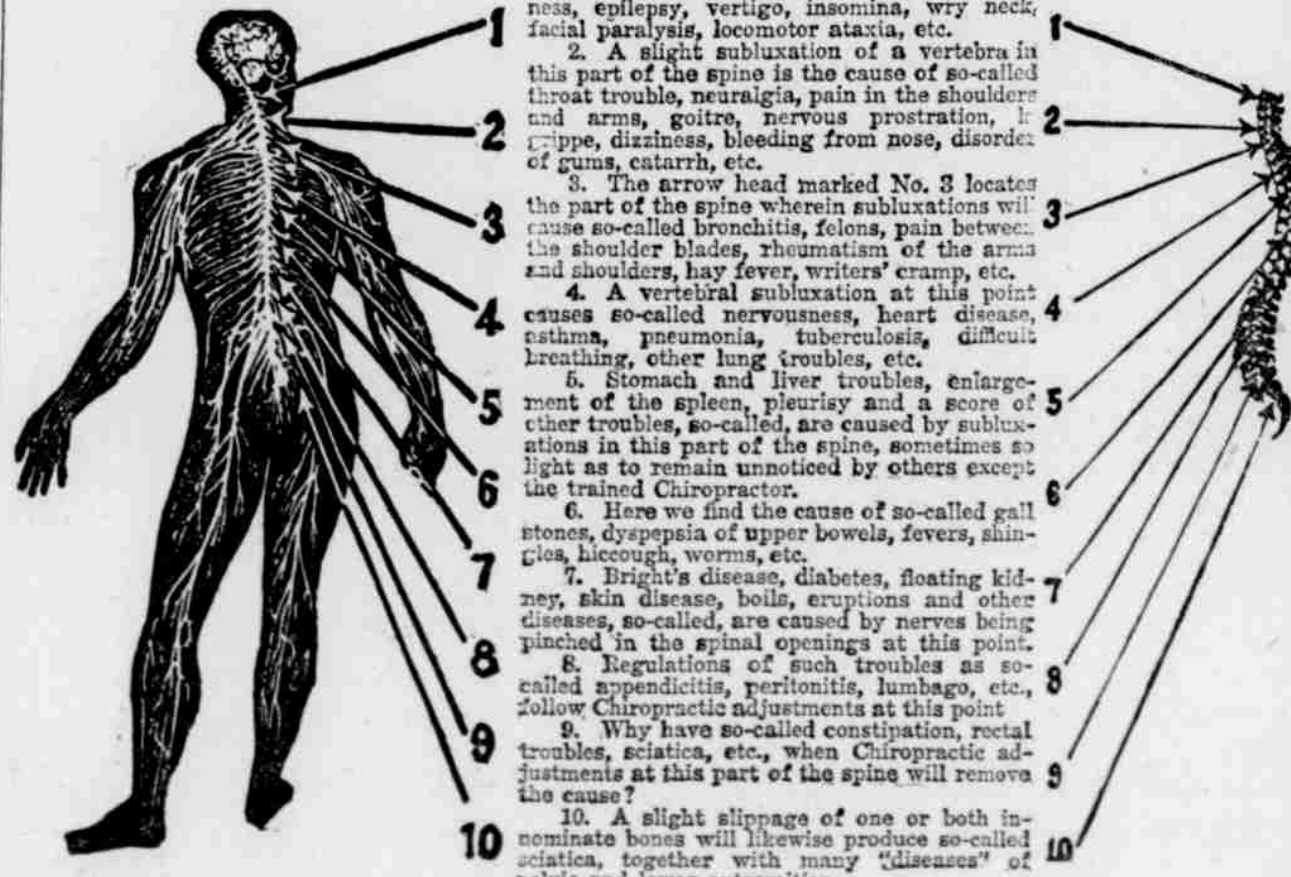 ness, epilepsy, vertigo, insomina, wry neck,
facial paralysis, locomotor ataxia, etc.
2. A slight subluxation of a vertebra in
this part of the spine is the cause of so-called
throat trouble, neuralgia, pain in the shoulders
and arms, goitre, nervous prostration, l
grippe, dizziness, bleeding from nose, disorder
of gums, catarrh, etc.
3. The arrow head marked No. 3 locates
the part of the spine wherein subluxations will
cause so-called bronchitis, felons, pain between
the shoulder blades, rheumatism of the arms
and shoulders, hay fever, writers' cramp, etc.
4. A vertebral subluxation at this point
causes so-called nervousness, heart disease,
asthma, pneumonia, tuberculosis, difficult
breathing, other lung troubles, etc.
5. Stomach and liver troubles, enlarge-
ment of the spleen, pleurisy and a score of
other troubles, so-called, are caused by sublux-
ations in this part of the spine, sometimes so
light as to remain unnoticed by others except
the trained Chiropractor.
6. Here we find the cause of so-called gall
stones, dyspepsia of upper bowels, fevers, shin-
gles, hiccough, worms, etc.
7. Bright's disease, diabetes, floating kid-
ney, skin disease, boils, eruptions and other
diseases, so-called, are caused by nerves being
pinched in the spinal openings at this point.
8. Regulations of such troubles as so-
called appendicitis, peritonitis, lumbago, etc.,
follow Chiropractic adjustments at this point
9. Why have so-called constipation, rectal
troubles, sciatica, etc., when Chiropractic ad-
justments at this part of the spine will remove
the cause?
10. A slight slippage of one or both in-
nominate bones will likewise produce so-called
sciatica, together with many "diseases" of
1
2
3
4
5
6
7
8
9
10
1
2
3
4
5
6
7
8
9
10